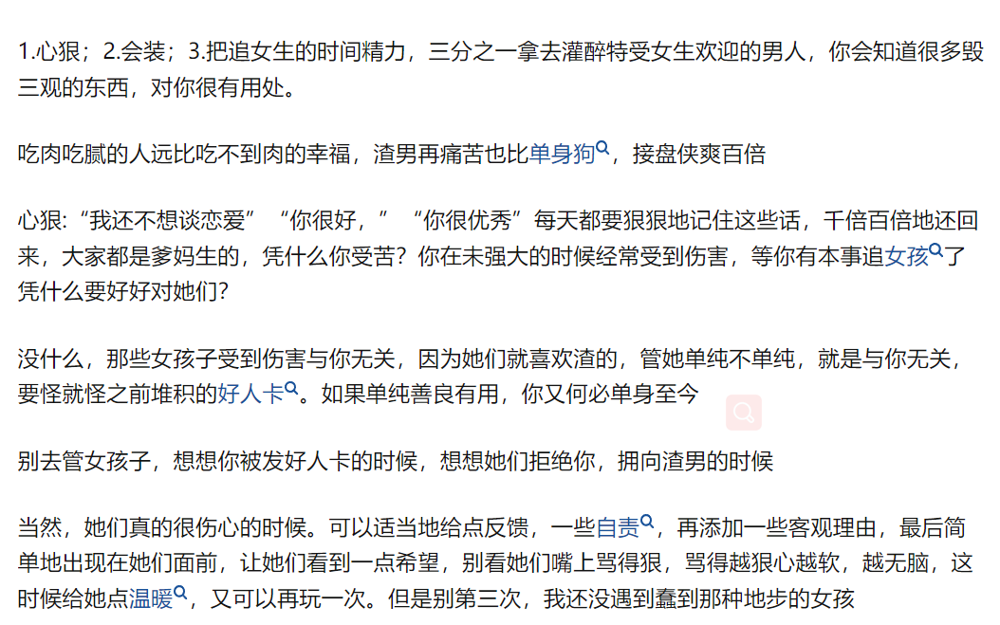 1.心狠；2.会装；3.把追女生的时间精力，三分之一拿去灌醉特受女生欢迎的男人，你会知道很多毁
三观的东西，对你很有用处。
吃肉吃腻的人远比吃不到肉的幸福，渣男再痛苦也比单身狗，接盘侠爽百倍
心狠:“我还不想谈恋爱” “你很好，” “你很优秀”每天都要狠狠地记住这些话，千倍百倍地还回
来，大家都是爹妈生的，凭什么你受苦？你在未强大的时候经常受到伤害，等你有本事追女孩了
凭什么要好好对她们？
没什么，那些女孩子受到伤害与你无关，因为她们就喜欢渣的，管她单纯不单纯，就是与你无关，
要怪就怪之前堆积的好人卡。如果单纯善良有用，你又何必单身至今
别去管女孩子，想想你被发好人卡的时候，想想她们拒绝你，拥向渣男的时候
当然，她们真的很伤心的时候。可以适当地给点反馈，一些自责，再添加一些客观理由，最后简
单地出现在她们面前，让她们看到一点希望，别看她们嘴上骂得狠，骂得越狠心越软，越无脑，这
时候给她点温暖，又可以再玩一次。但是别第三次，我还没遇到蠢到那种地步的女孩